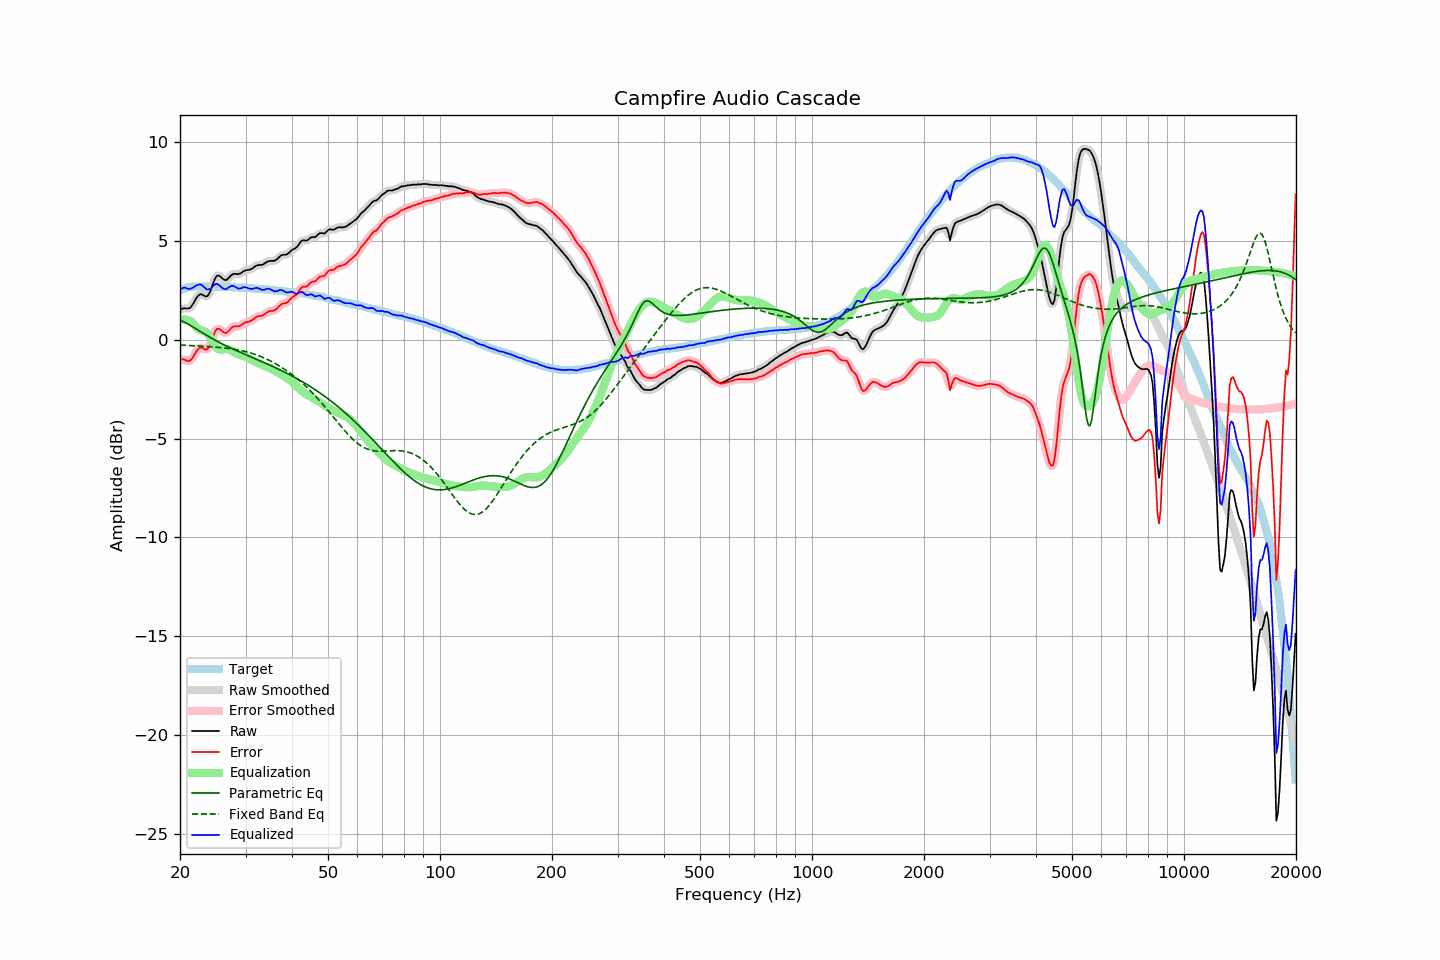 Campfire Audio Cascade
Amplitude (dBr)
10
5
0
−5
−10
−15
−20
−25
Target
Raw Smoothed
Error Smoothed
Raw
Error
Equalization
Parametric Eq
Fixed Band Eq
Equalized
20 50 100 200 500 1000 2000 5000 10000 20000
Frequency (Hz)